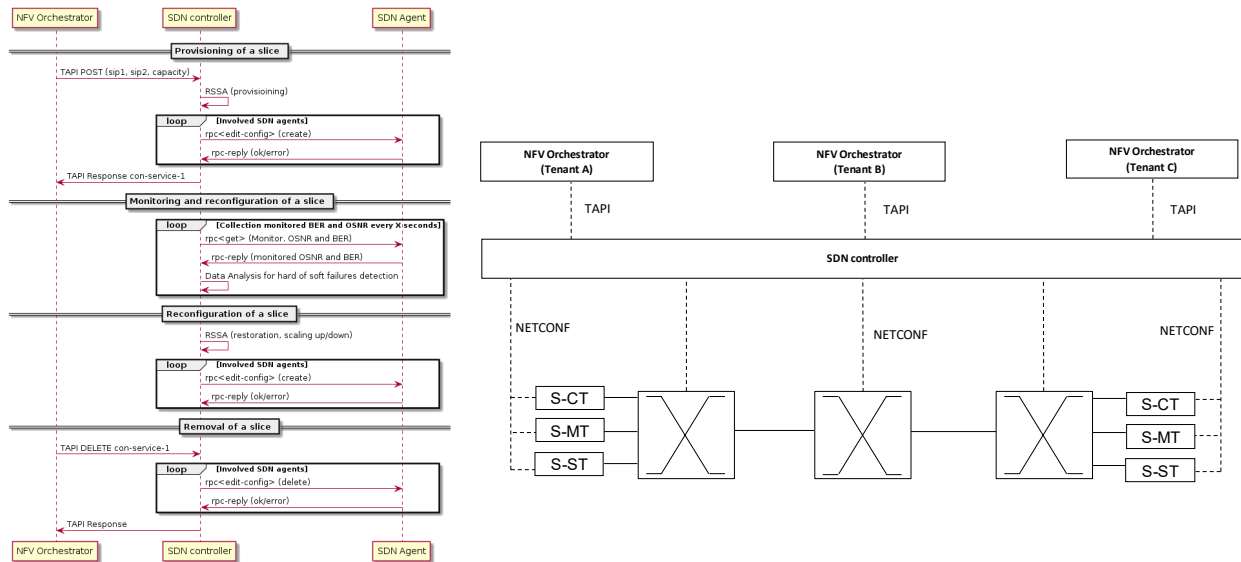 NFV Orchestrator
SDN controller
SDN Agent
Provisioning of a slice
TAPI POST (sip1, sip2, capacity)
RSSA (provisioining)
loop
[Involved SDN agents]
rpc<edit-config> (create)
rpc-reply (ok/error)
TAPI Response con-service-1
Monitoring and reconfiguration of a slice
loop
[Collection monitored BER and OSNR every X seconds]
rpc<get> (Monitor. OSNR and BER)
rpc-reply (monitored OSNR and BER)
Data Analysis for hard of soft failures detection
Reconfiguration of a slice
RSSA (restoration, scaling up/down)
loop
[Involved SDN agents]
rpc<edit-config> (create)
rpc-reply (ok/error)
Removal of a slice
TAPI DELETE con-service-1
loop
[Involved SDN agents]
rpc<edit-config> (delete)
rpc-reply (ok/error)
TAPI Response
NFV Orchestrator
SDN controller
SDN Agent
NFV Orchestrator
(Tenant A)
NFV Orchestrator
(Tenant B)
NFV Orchestrator
(Tenant C)
TAPI
TAPI
TAPI
SDN controller
NETCONF
NETCONF
NETCONF
S-CT
S-MT
S-ST
S-CT
S-MT
S-ST